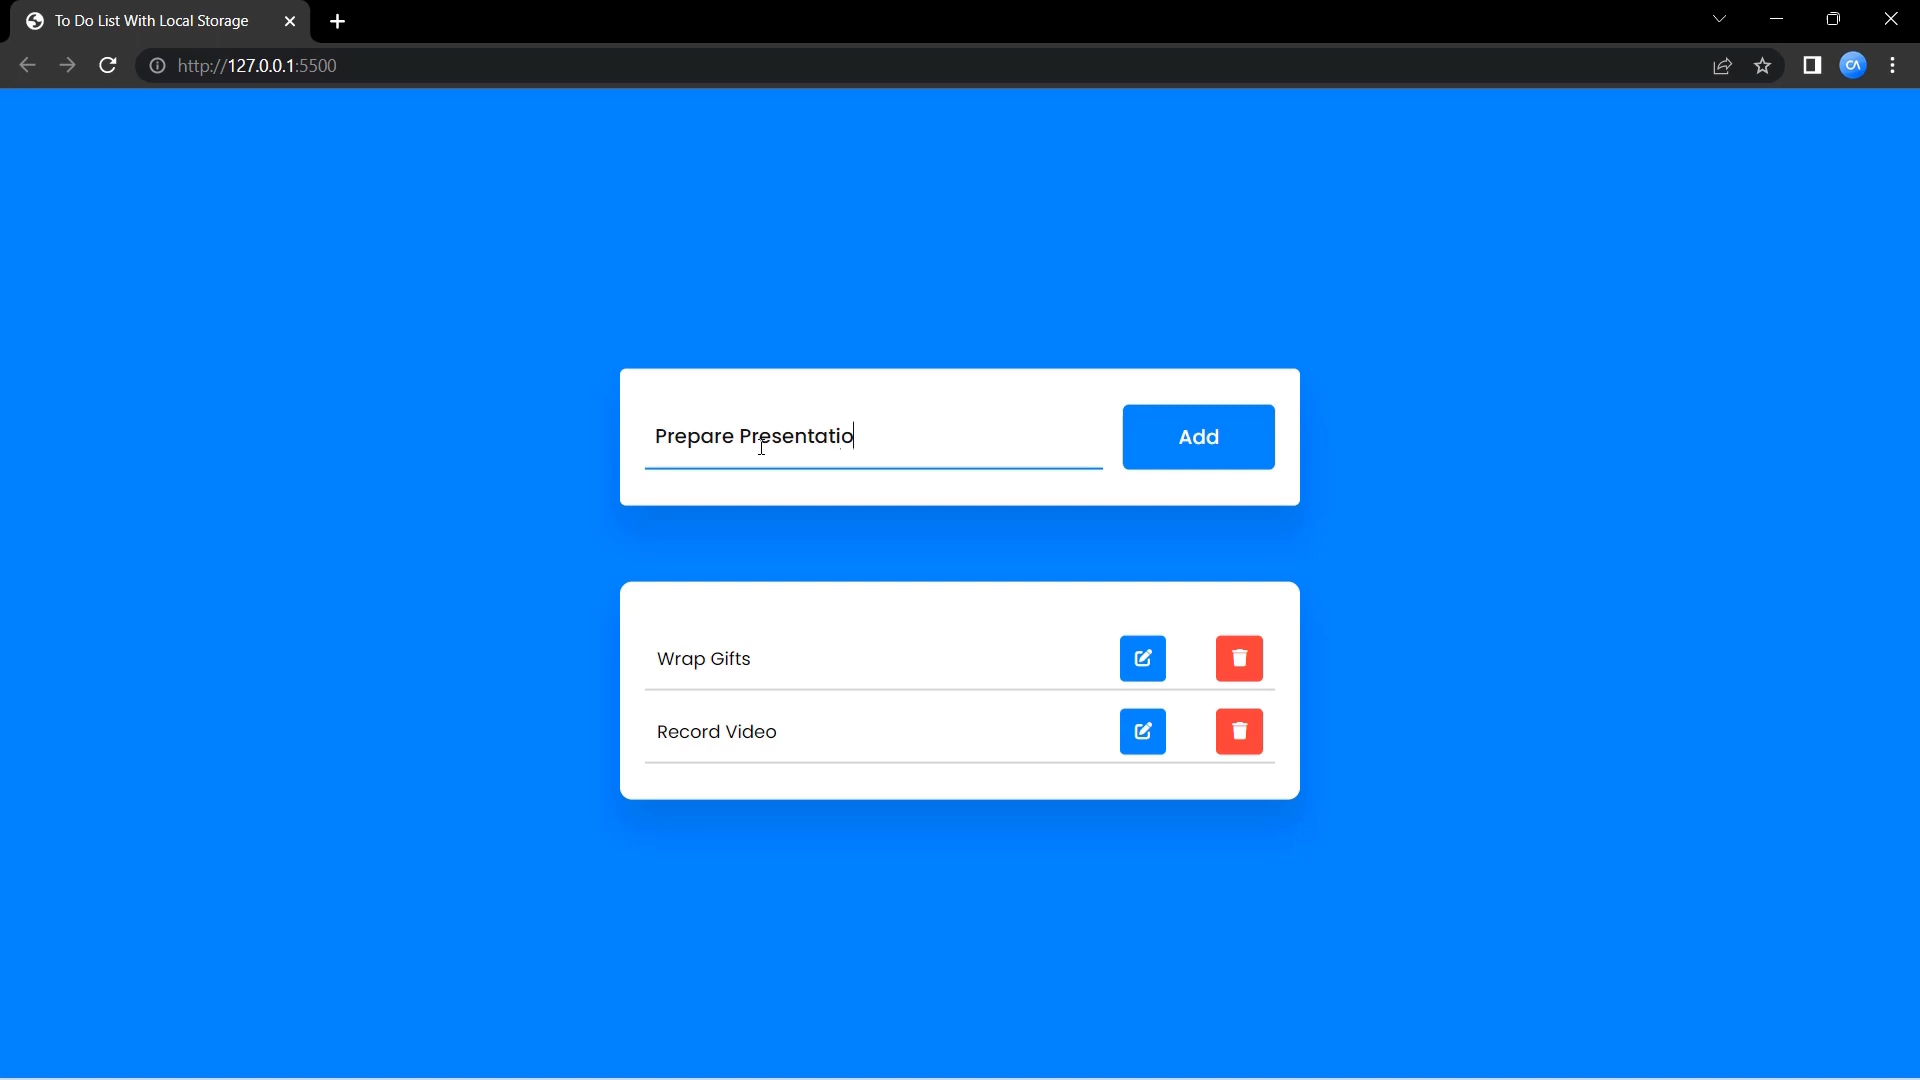 To Do List With Local Storage
http://127.0.0.1:5500
CA
Prepare Presentatio
Add
Wrap Gifts
Record Video